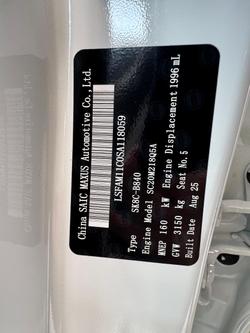 China SAIC MAXUS Automotive Co.,Ltd.
LSFAM11C0SA118059
TYPE SK8C-B840
Engine Model SC20M218Q5A
MNEP 160 kW Engine Displacement 1996 mL
GVW 3150 kg Seat No. 5
Built Date Aug 25